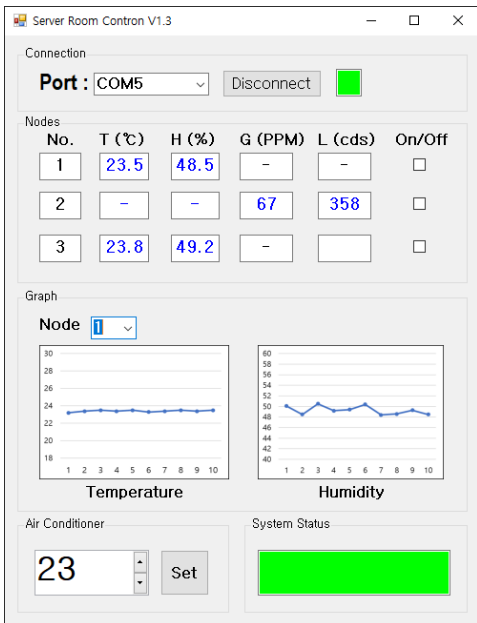 Server Room Contron V1.3
Connection
Port : COM5 Disconnect
Nodes
No. T (℃) H (%) G (PPM) L (cds) On/Off
1 23.5 48.5 - -
2 - - 67 358
3 23.8 49.2 -
Graph
Node 1
30
28
26
24
22
20
18
1 2 3 4 5 6 7 8 9 10
Temperature
60
58
56
54
52
50
48
46
44
42
40
1 2 3 4 5 6 7 8 9 10
Humidity
Air Conditioner
23 Set
System Status